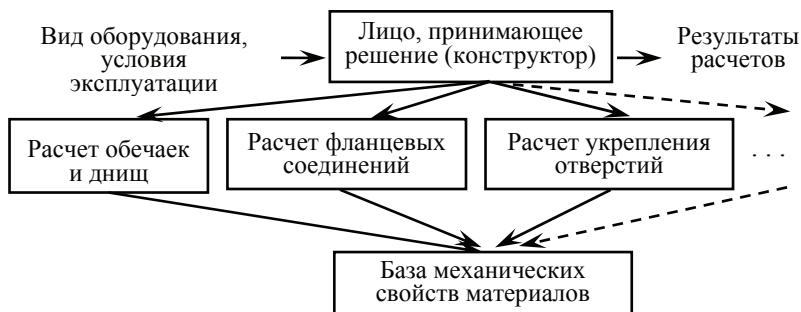 Вид оборудования,
условия
эксплуатации
Лицо, принимающее
решение (конструктор)
Результаты
расчетов
Расчет обечаек
и днищ
Расчет фланцевых
соединений
Расчет укрепления
отверстий
. . .
База механических
свойств материалов